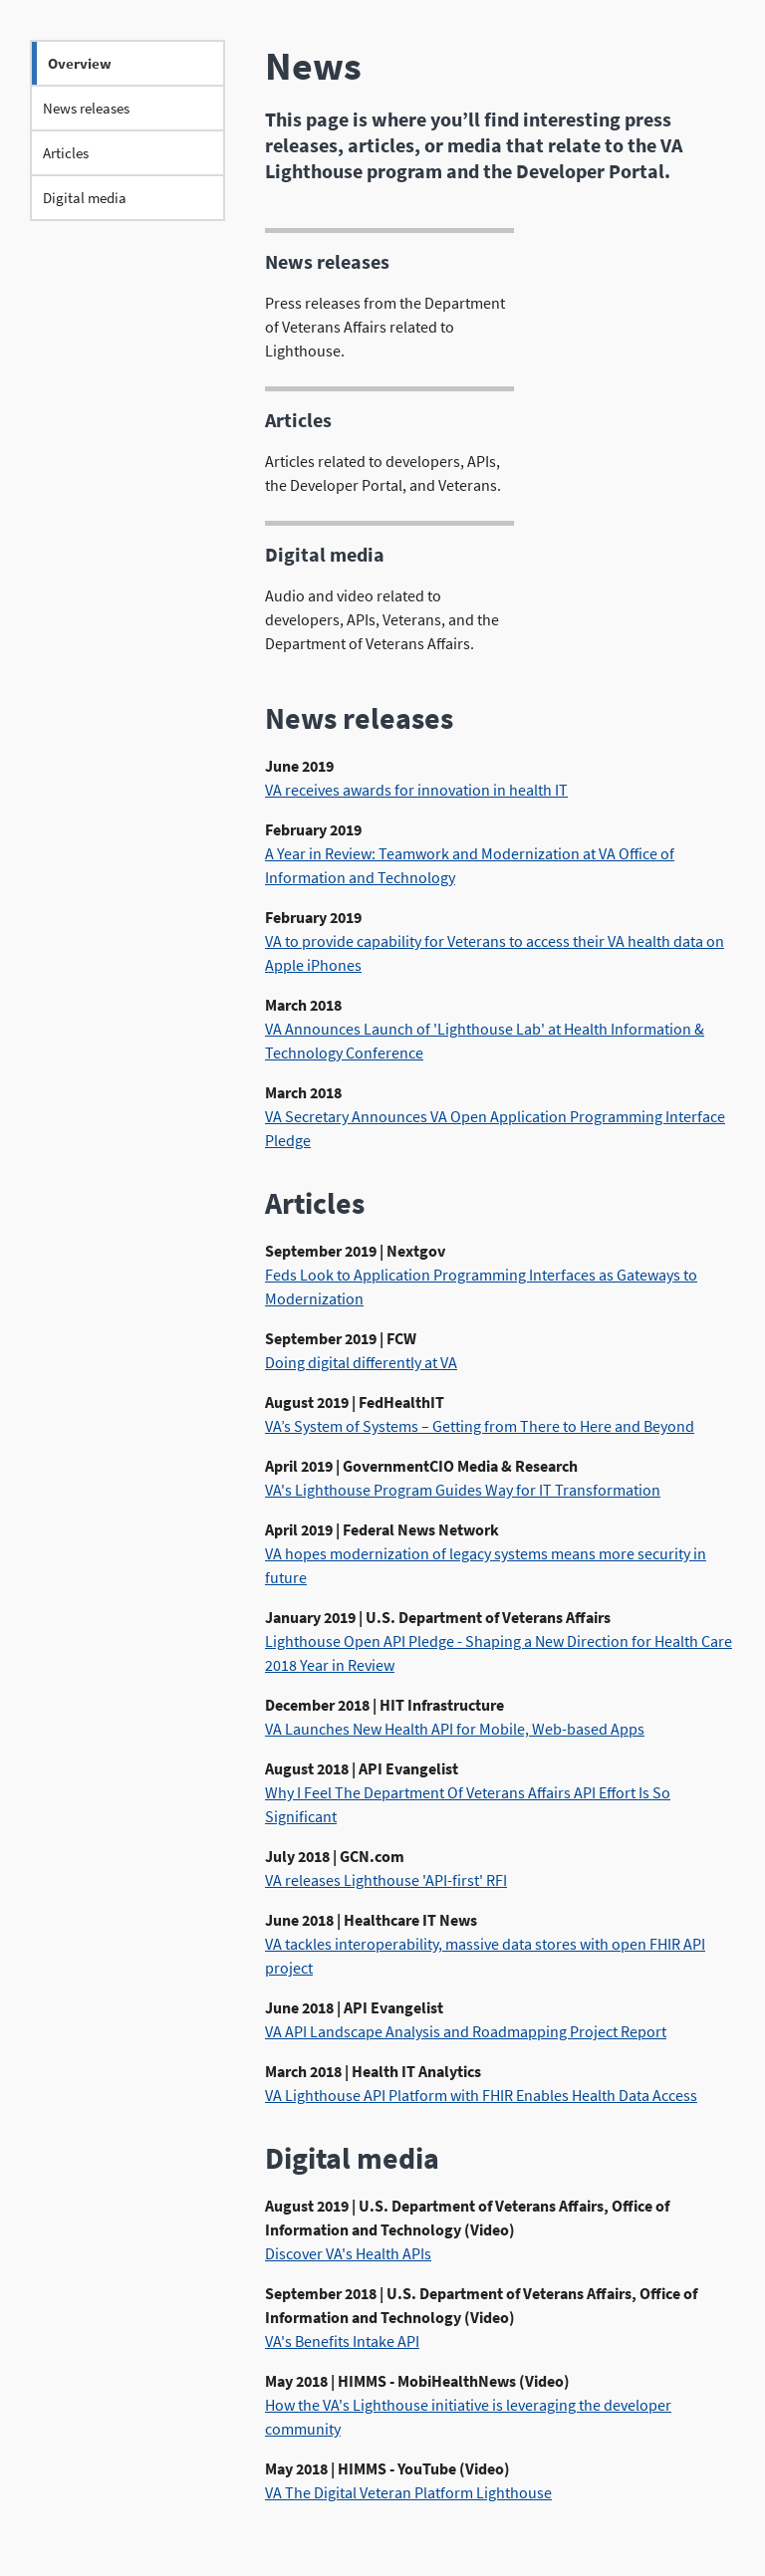 Overview
News releases
Articles
Digital media
News
This page is where you’ll find interesting press
releases, articles, or media that relate to the VA
Lighthouse program and the Developer Portal.
News releases
Press releases from the Department
of Veterans Affairs related to
Lighthouse.
Articles
Articles related to developers, APIs,
the Developer Portal, and Veterans.
Digital media
Audio and video related to
developers, APIs, Veterans, and the
Department of Veterans Affairs.
News releases
June 2019
VA receives awards for innovation in health IT
February 2019
A Year in Review: Teamwork and Modernization at VA Office of
Information and Technology
February 2019
VA to provide capability for Veterans to access their VA health data on
Apple iPhones
March 2018
VA Announces Launch of 'Lighthouse Lab' at Health Information &
Technology Conference
March 2018
VA Secretary Announces VA Open Application Programming Interface
Pledge
Articles
September 2019 | Nextgov
Feds Look to Application Programming Interfaces as Gateways to
Modernization
September 2019 | FCW
Doing digital differently at VA
August 2019 | FedHealthIT
VA’s System of Systems – Getting from There to Here and Beyond
April 2019 | GovernmentCIO Media & Research
VA's Lighthouse Program Guides Way for IT Transformation
April 2019 | Federal News Network
VA hopes modernization of legacy systems means more security in
future
January 2019 | U.S. Department of Veterans Affairs
Lighthouse Open API Pledge - Shaping a New Direction for Health Care
2018 Year in Review
December 2018 | HIT Infrastructure
VA Launches New Health API for Mobile, Web-based Apps
August 2018 | API Evangelist
Why I Feel The Department Of Veterans Affairs API Effort Is So
Significant
July 2018 | GCN.com
VA releases Lighthouse 'API-first' RFI
June 2018 | Healthcare IT News
VA tackles interoperability, massive data stores with open FHIR API
project
June 2018 | API Evangelist
VA API Landscape Analysis and Roadmapping Project Report
March 2018 | Health IT Analytics
VA Lighthouse API Platform with FHIR Enables Health Data Access
Digital media
August 2019 | U.S. Department of Veterans Affairs, Office of
Information and Technology (Video)
Discover VA's Health APIs
September 2018 | U.S. Department of Veterans Affairs, Office of
Information and Technology (Video)
VA's Benefits Intake API
May 2018 | HIMMS - MobiHealthNews (Video)
How the VA's Lighthouse initiative is leveraging the developer
community
May 2018 | HIMMS - YouTube (Video)
VA The Digital Veteran Platform Lighthouse